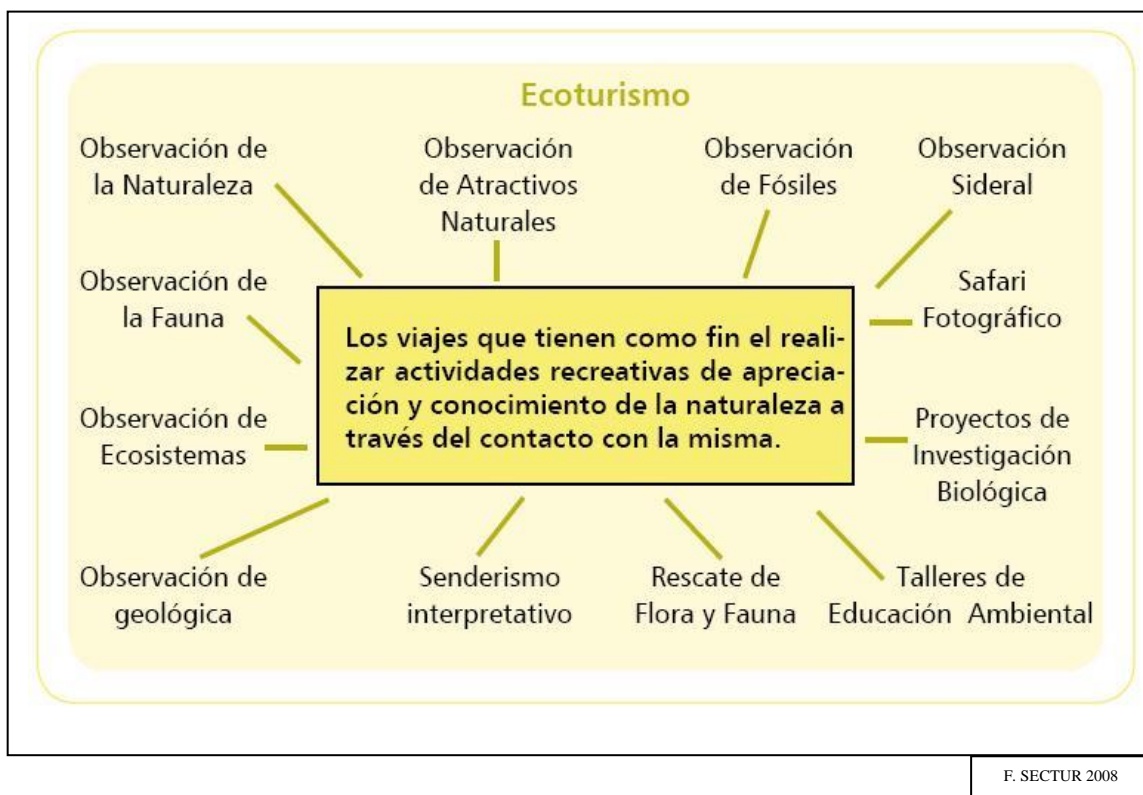 Ecoturismo
Observación de
la Naturaleza
Observación
de Atractivos
Naturales
Observación
de Fósiles
Observación
Sideral
Observación de
la Fauna
Safari
Fotográfico
Los viajes que tienen como fin el reali-
zar actividades recreativas de aprecia-
ción y conocimiento de la naturaleza a
través del contacto con la misma.
Observación de
Ecosistemas
Proyectos de
Investigación
Biológica
Observación de
geológica
Senderismo
interpretativo
Rescate de
Flora y Fauna
Talleres de
Educación Ambiental
F. SECTUR 2008